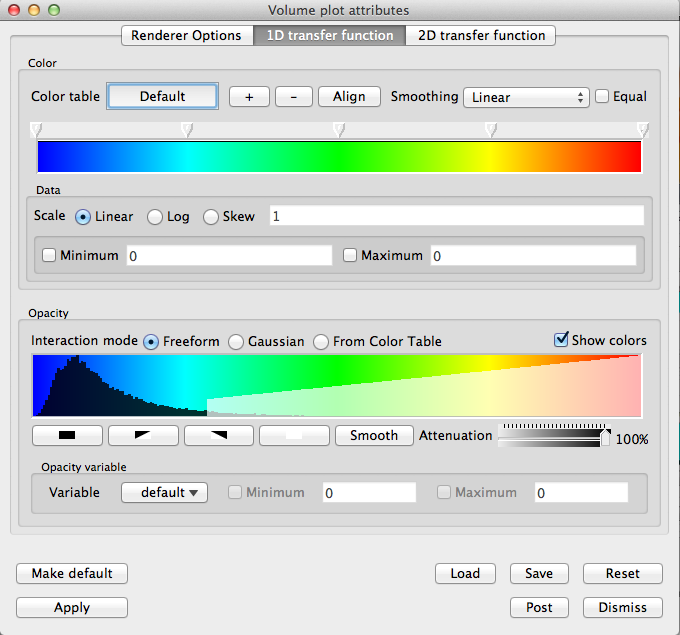 Volume plot attributes
Renderer Options 1D transfer function 2D transfer function
Color
Color table Default + - Align Smoothing Linear Equal
Data
Scale Linear Log Skew 1
Minimum 0 Maximum 0
Opacity
Interaction mode Freeform Gaussian From Color Table Show colors
Smooth Attenuation 100%
Opacity variable
Variable default Minimum 0 Maximum 0
Make default Load Save Reset
Apply Post Dismiss